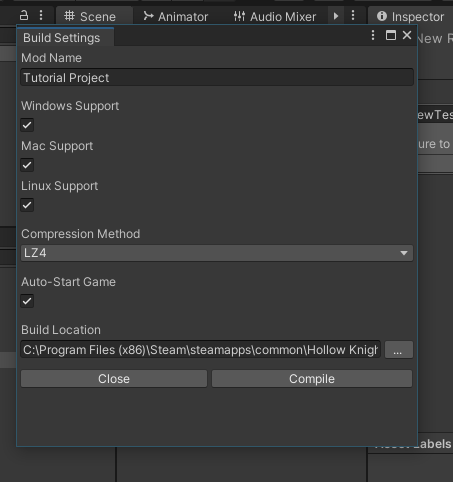 Scene
Animator
Audio Mixer
Inspector
Build Settings
New R
Mod Name
Tutorial Project
Windows Support
ewTes
Mac Support
ure to
Linux Support
Compression Method
LZ4
Auto-Start Game
Build Location
C:\Program Files (x86)\Steam\steamapps\common\Hollow Knigh
...
Close
Compile
Asset Labels